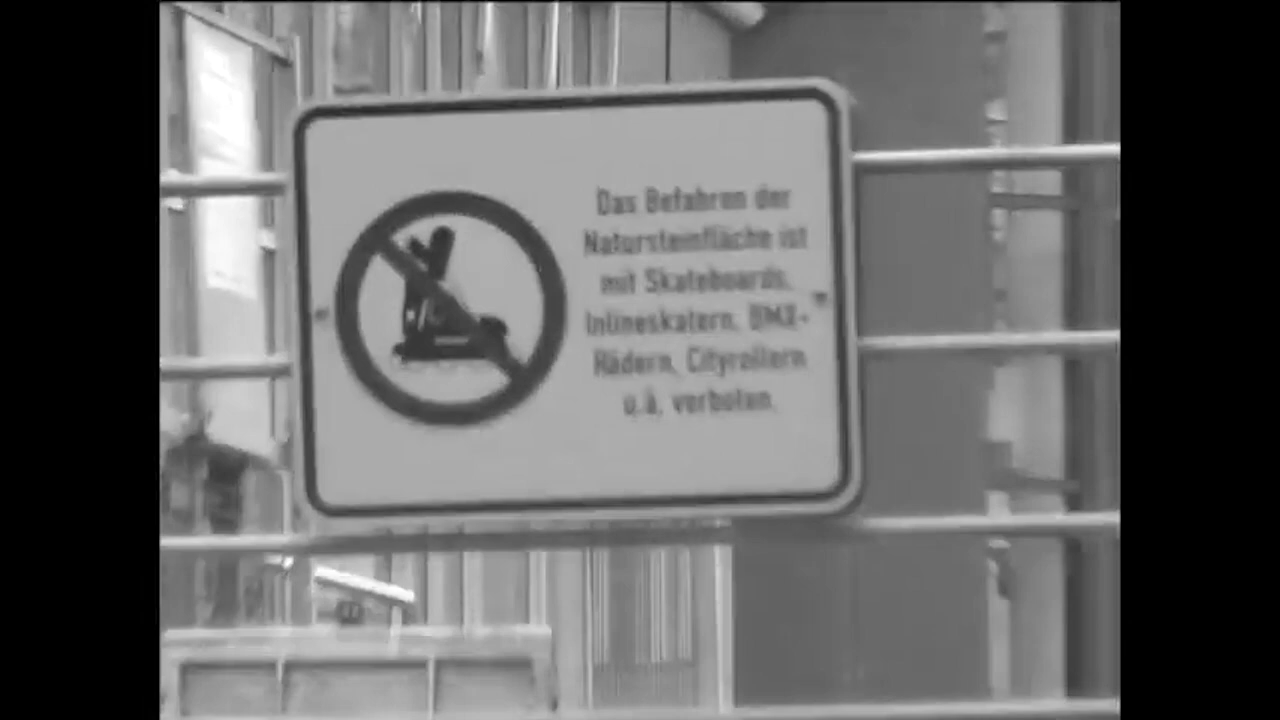 Das Befahren der
Natursteinfläche ist
mit Skateboards,
Inlineskatern, BMX-
Rädern, Cityrollern
u.ä. verboten.